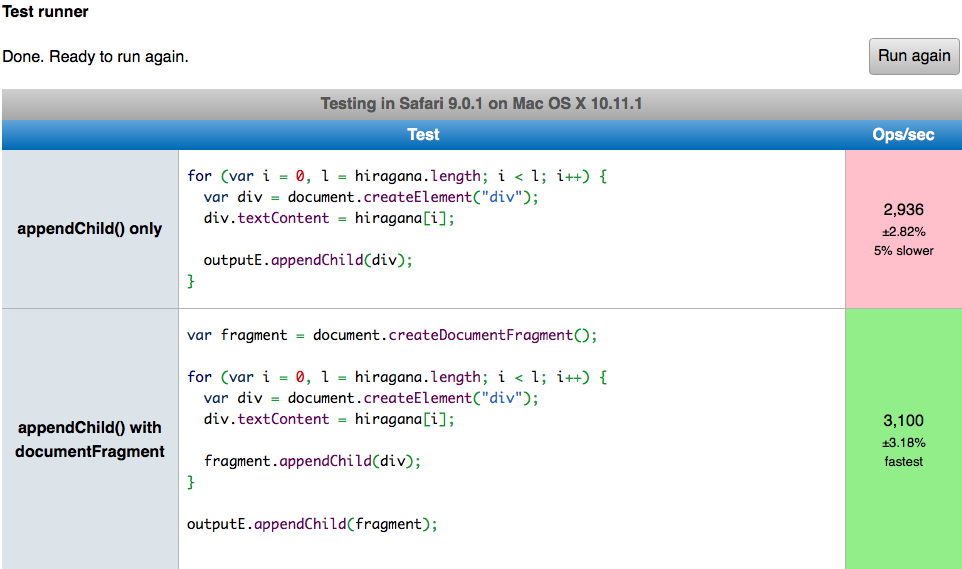 Test runner
Done. Ready to run again.
Run again
Testing in Safari 9.0.1 on Mac OS X 10.11.1
Test
Ops/sec
appendChild() only
for (var i = 0, l = hiragana.length; i < l; i++) {
  var div = document.createElement("div");
  div.textContent = hiragana[i];
  outputE.appendChild(div);
}
2,936
±2.82%
5% slower
appendChild() with
documentFragment
var fragment = document.createDocumentFragment();
for (var i = 0, l = hiragana.length; i < l; i++) {
  var div = document.createElement("div");
  div.textContent = hiragana[i];
  fragment.appendChild(div);
}
outputE.appendChild(fragment);
3,100
±3.18%
fastest